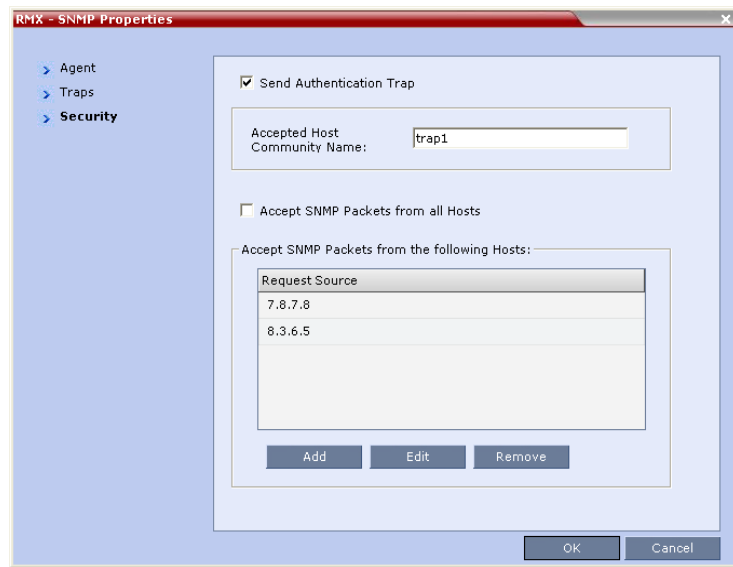 RMX - SNMP Properties
Agent
Traps
Security
Send Authentication Trap
Accepted Host
Community Name:
trap1
Accept SNMP Packets from all Hosts
Accept SNMP Packets from the following Hosts:
Request Source
7.8.7.8
8.3.6.5
Add Edit Remove
OK Cancel